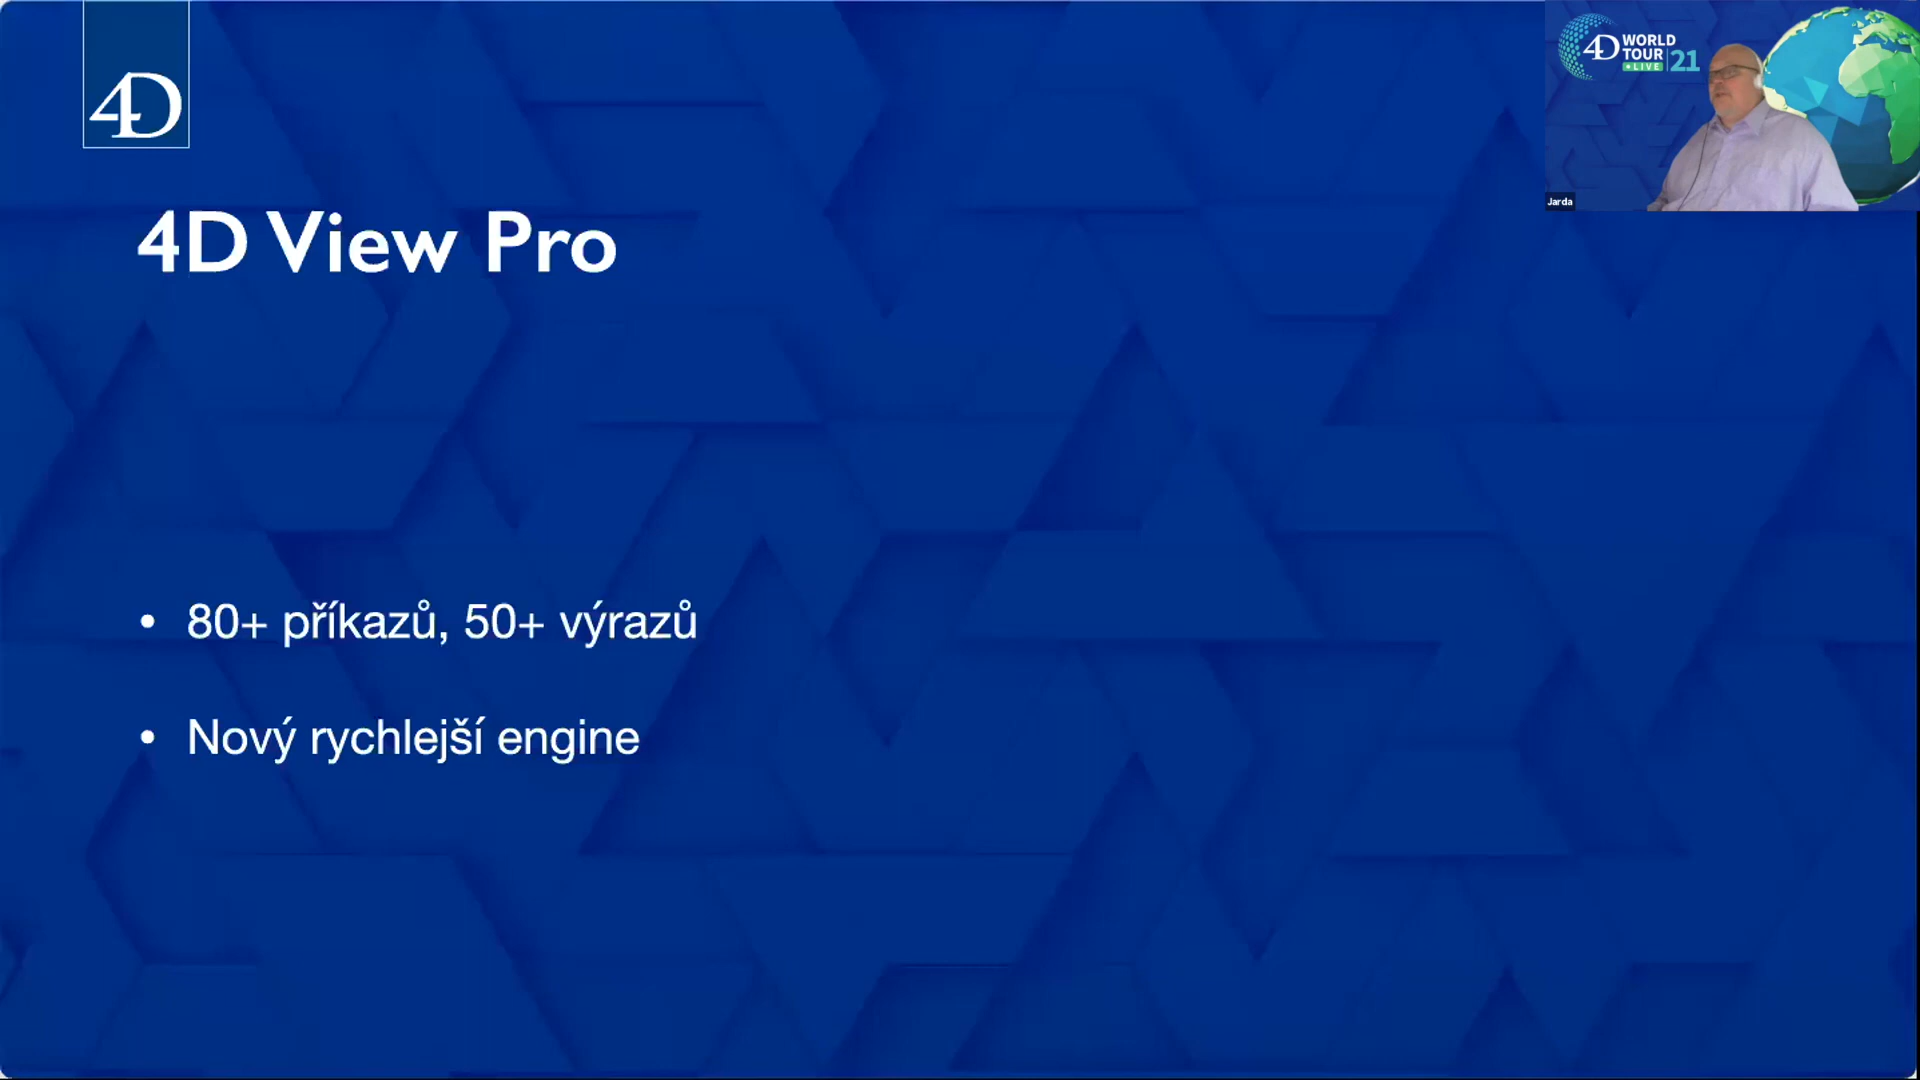 4D
4D WORLD
TOUR
LIVE 21
Jarda
4D View Pro
• 80+ příkazů, 50+ výrazů
• Nový rychlejší engine